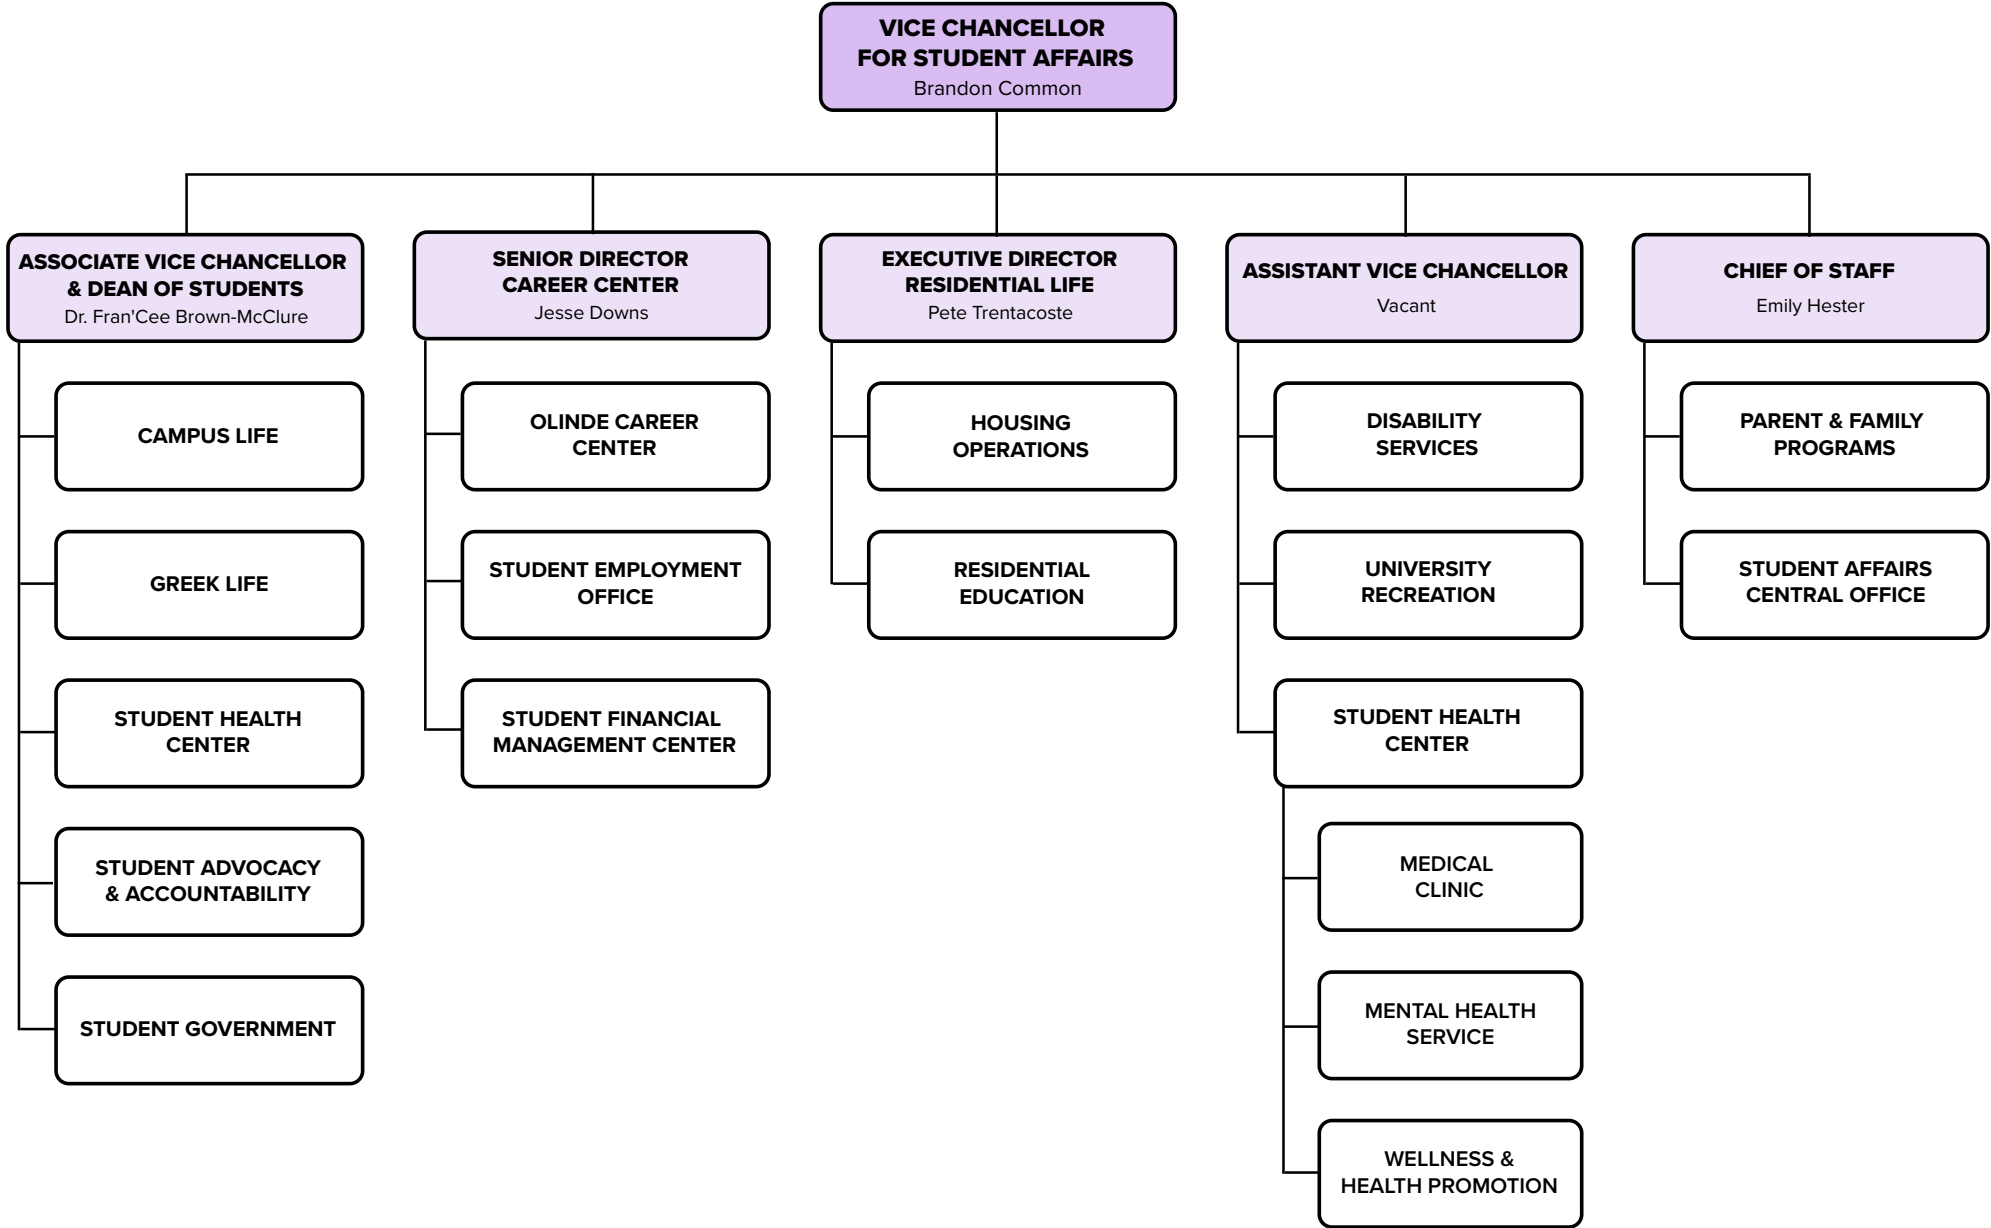 VICE CHANCELLOR
FOR STUDENT AFFAIRS
Brandon Common
ASSOCIATE VICE CHANCELLOR
& DEAN OF STUDENTS
Dr. Fran'Cee Brown-McClure
CAMPUS LIFE
GREEK LIFE
STUDENT HEALTH
CENTER
STUDENT ADVOCACY
& ACCOUNTABILITY
STUDENT GOVERNMENT
SENIOR DIRECTOR
CAREER CENTER
Jesse Downs
OLINDE CAREER
CENTER
STUDENT EMPLOYMENT
OFFICE
STUDENT FINANCIAL
MANAGEMENT CENTER
EXECUTIVE DIRECTOR
RESIDENTIAL LIFE
Pete Trentacoste
HOUSING
OPERATIONS
RESIDENTIAL
EDUCATION
ASSISTANT VICE CHANCELLOR
Vacant
DISABILITY
SERVICES
UNIVERSITY
RECREATION
STUDENT HEALTH
CENTER
MEDICAL
CLINIC
MENTAL HEALTH
SERVICE
WELLNESS &
HEALTH PROMOTION
CHIEF OF STAFF
Emily Hester
PARENT & FAMILY
PROGRAMS
STUDENT AFFAIRS
CENTRAL OFFICE